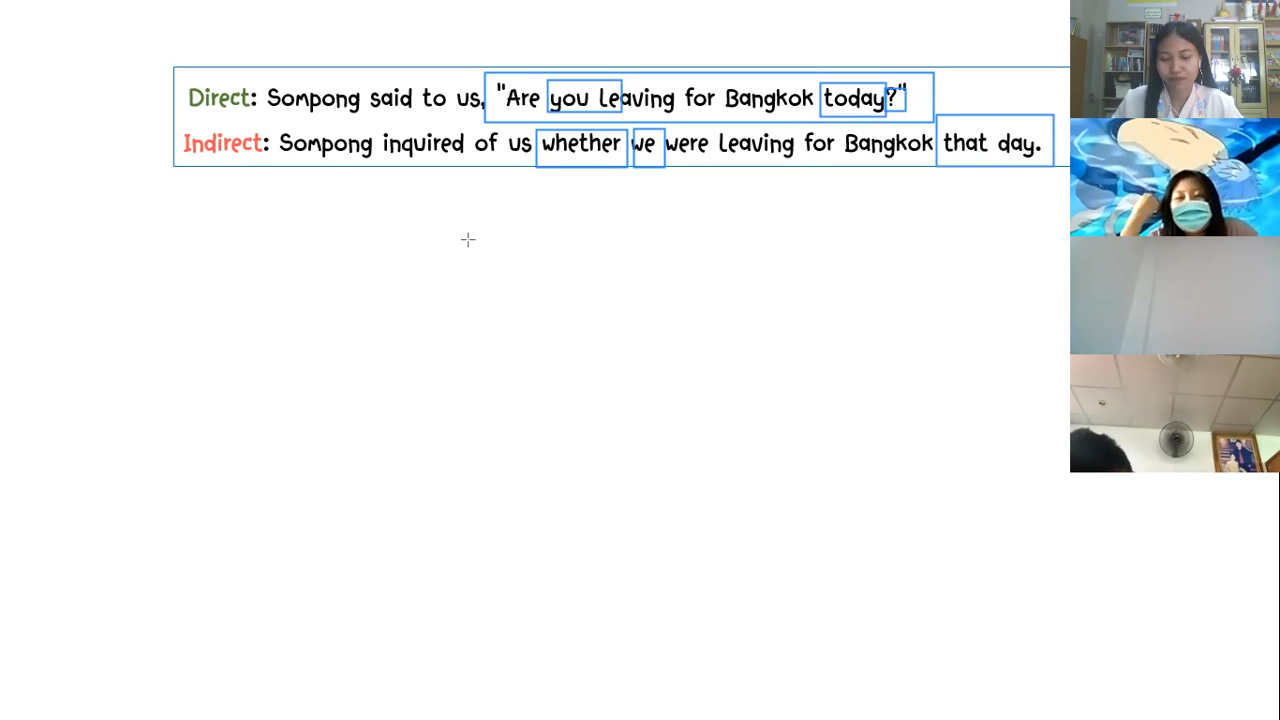 Direct: Sompong said to us, "Are you leaving for Bangkok today?"
Indirect: Sompong inquired of us whether we were leaving for Bangkok that day.